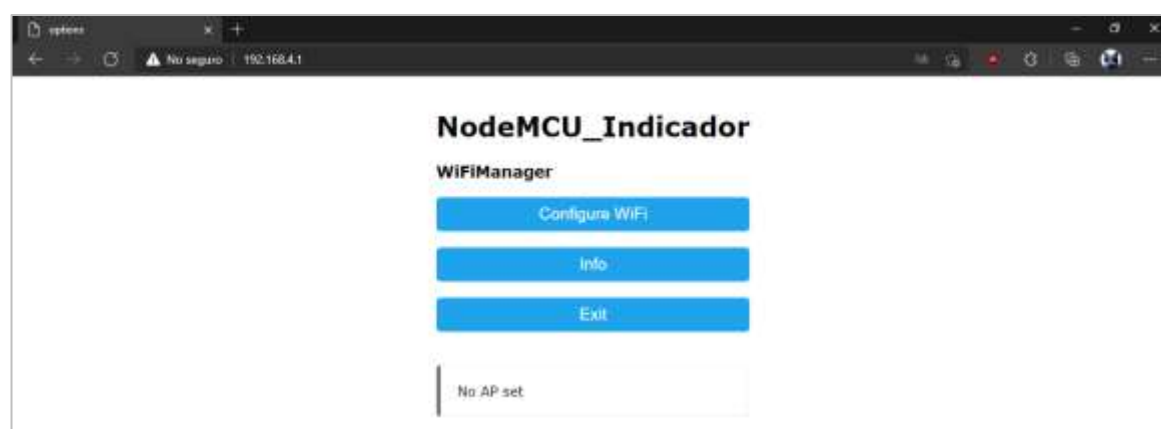 options
No seguro 192.168.4.1
NodeMCU_Indicador
WiFiManager
Configure WiFi
Info
Exit
No AP set